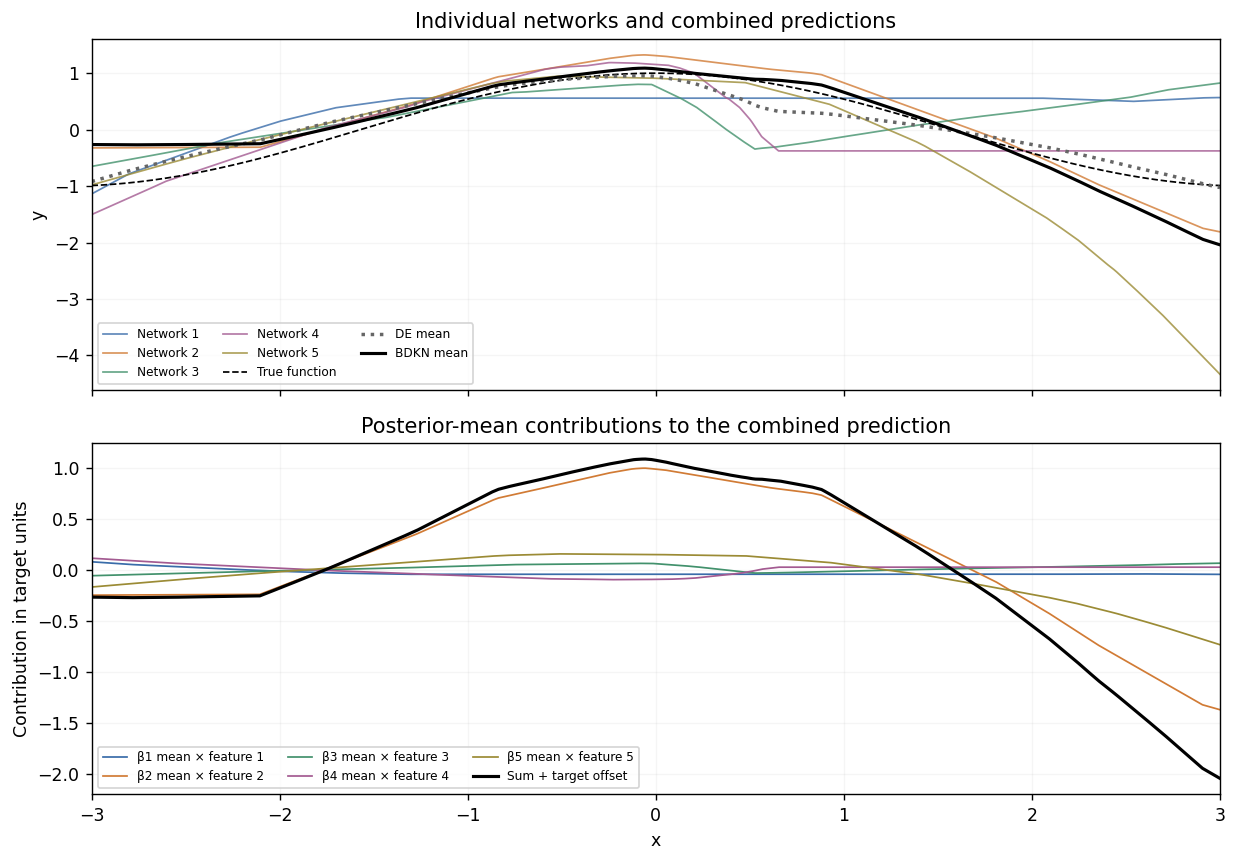 Individual networks and combined predictions
1
0
−1
−2
−3
−4
y
Network 1 Network 4 DE mean
Network 2 Network 5 BDKN mean
Network 3 True function
Posterior-mean contributions to the combined prediction
1.0
0.5
0.0
−0.5
−1.0
−1.5
−2.0
Contribution in target units
β1 mean × feature 1 β3 mean × feature 3 β5 mean × feature 5
β2 mean × feature 2 β4 mean × feature 4 Sum + target offset
−3 −2 −1 0 1 2 3
x